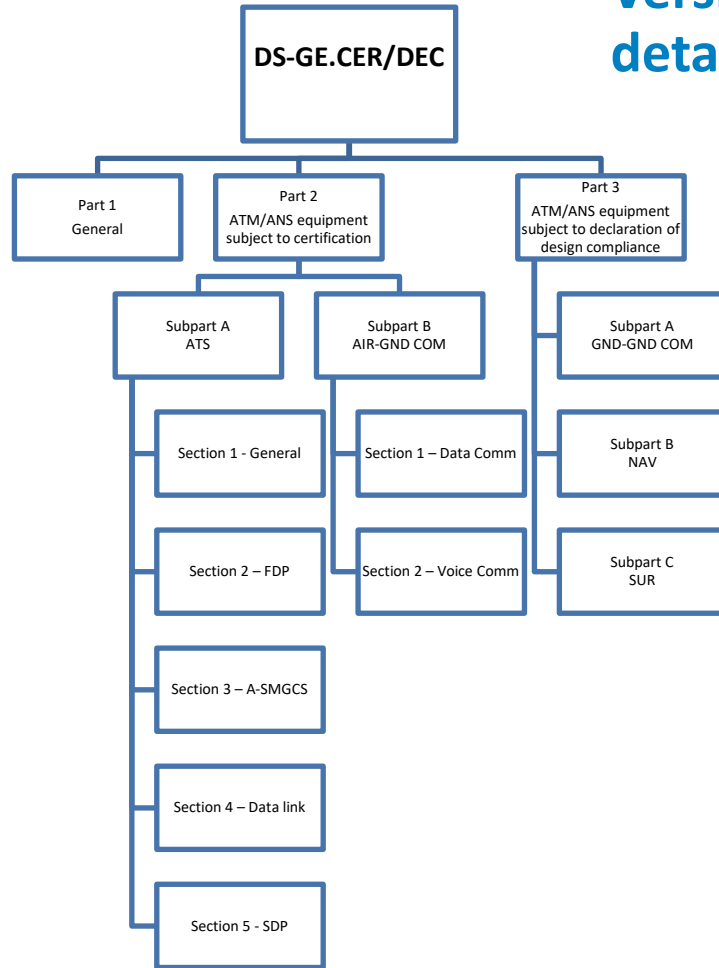 DS-GE.CER/DEC
Part 1
General
Part 2
ATM/ANS equipment
subject to certification
Part 3
ATM/ANS equipment
subject to declaration of
design compliance
Subpart A
ATS
Subpart B
AIR-GND COM
Subpart A
GND-GND COM
Section 1 - General
Section 1 – Data Comm
Subpart B
NAV
Section 2 – FDP
Section 2 – Voice Comm
Subpart C
SUR
Section 3 – A-SMGCS
Section 4 – Data link
Section 5 - SDP